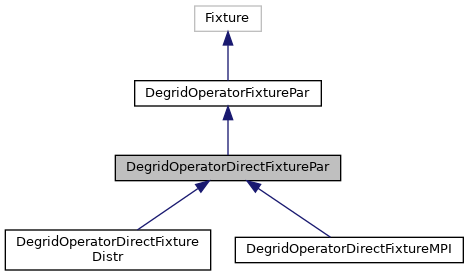 Fixture
DegridOperatorFixturePar
DegridOperatorDirectFixturePar
DegridOperatorDirectFixture
Distr
DegridOperatorDirectFixtureMPI